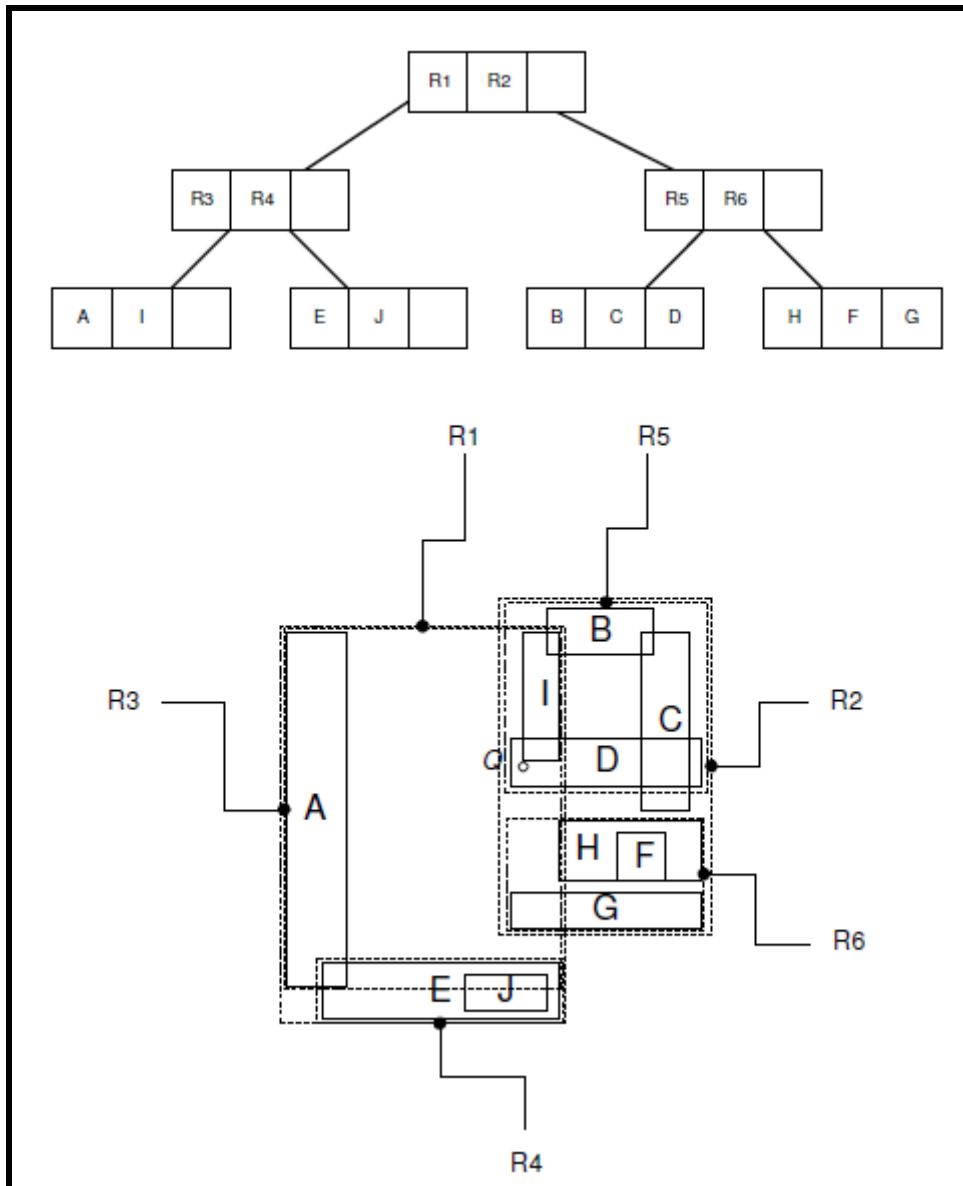 R1 R2
R3 R4 R5 R6
A I E J B C D H F G
R1 R5
B
I
R3 C R2
Q D
A
H F
G
R6
E J
R4